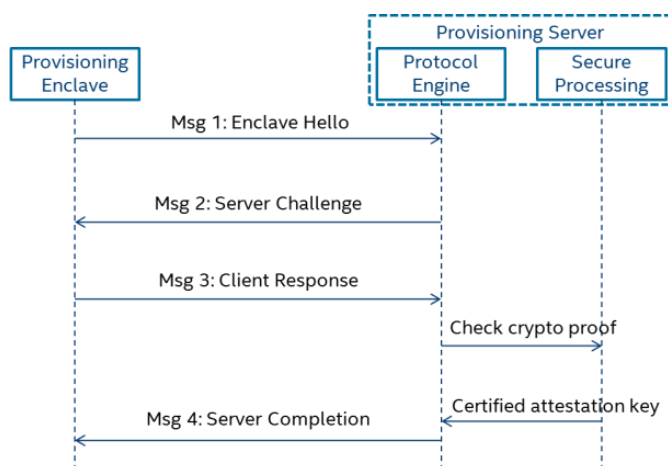 Provisioning Server
Provisioning
Enclave
Protocol
Engine
Secure
Processing
Msg 1: Enclave Hello
Msg 2: Server Challenge
Msg 3: Client Response
Check crypto proof
Certified attestation key
Msg 4: Server Completion